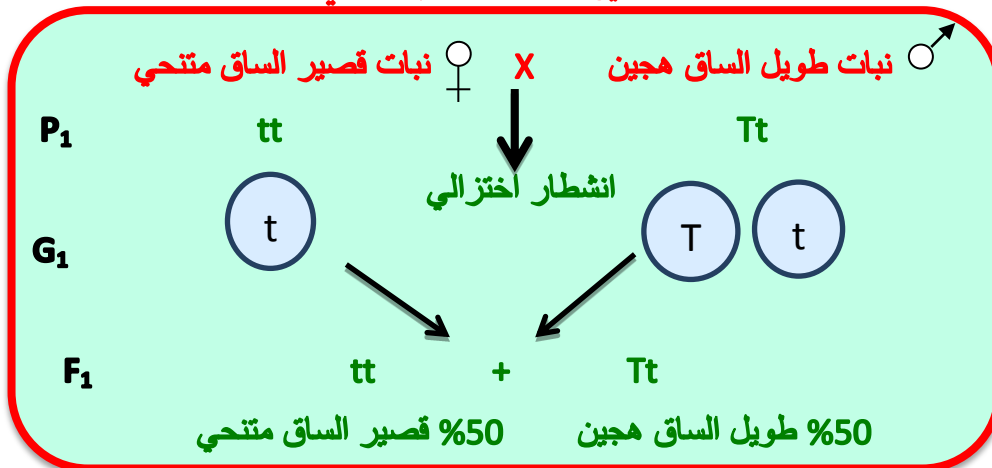 نبات طويل الساق هجين X نبات قصير الساق متنحي
P₁ tt Tt
انشطار اختزالي
G₁ t T t
F₁ tt + Tt
%50 طويل الساق هجين %50 قصير الساق متنحي